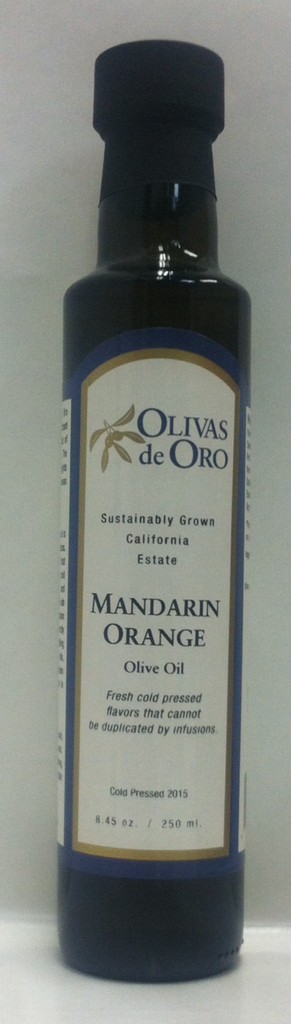 OLIVAS
de ORO
Sustainably Grown
California
Estate
MANDARIN
ORANGE
Olive Oil
Fresh cold pressed
flavors that cannot
be duplicated by infusions.
Cold Pressed 2015
8.45 oz. / 250 ml.